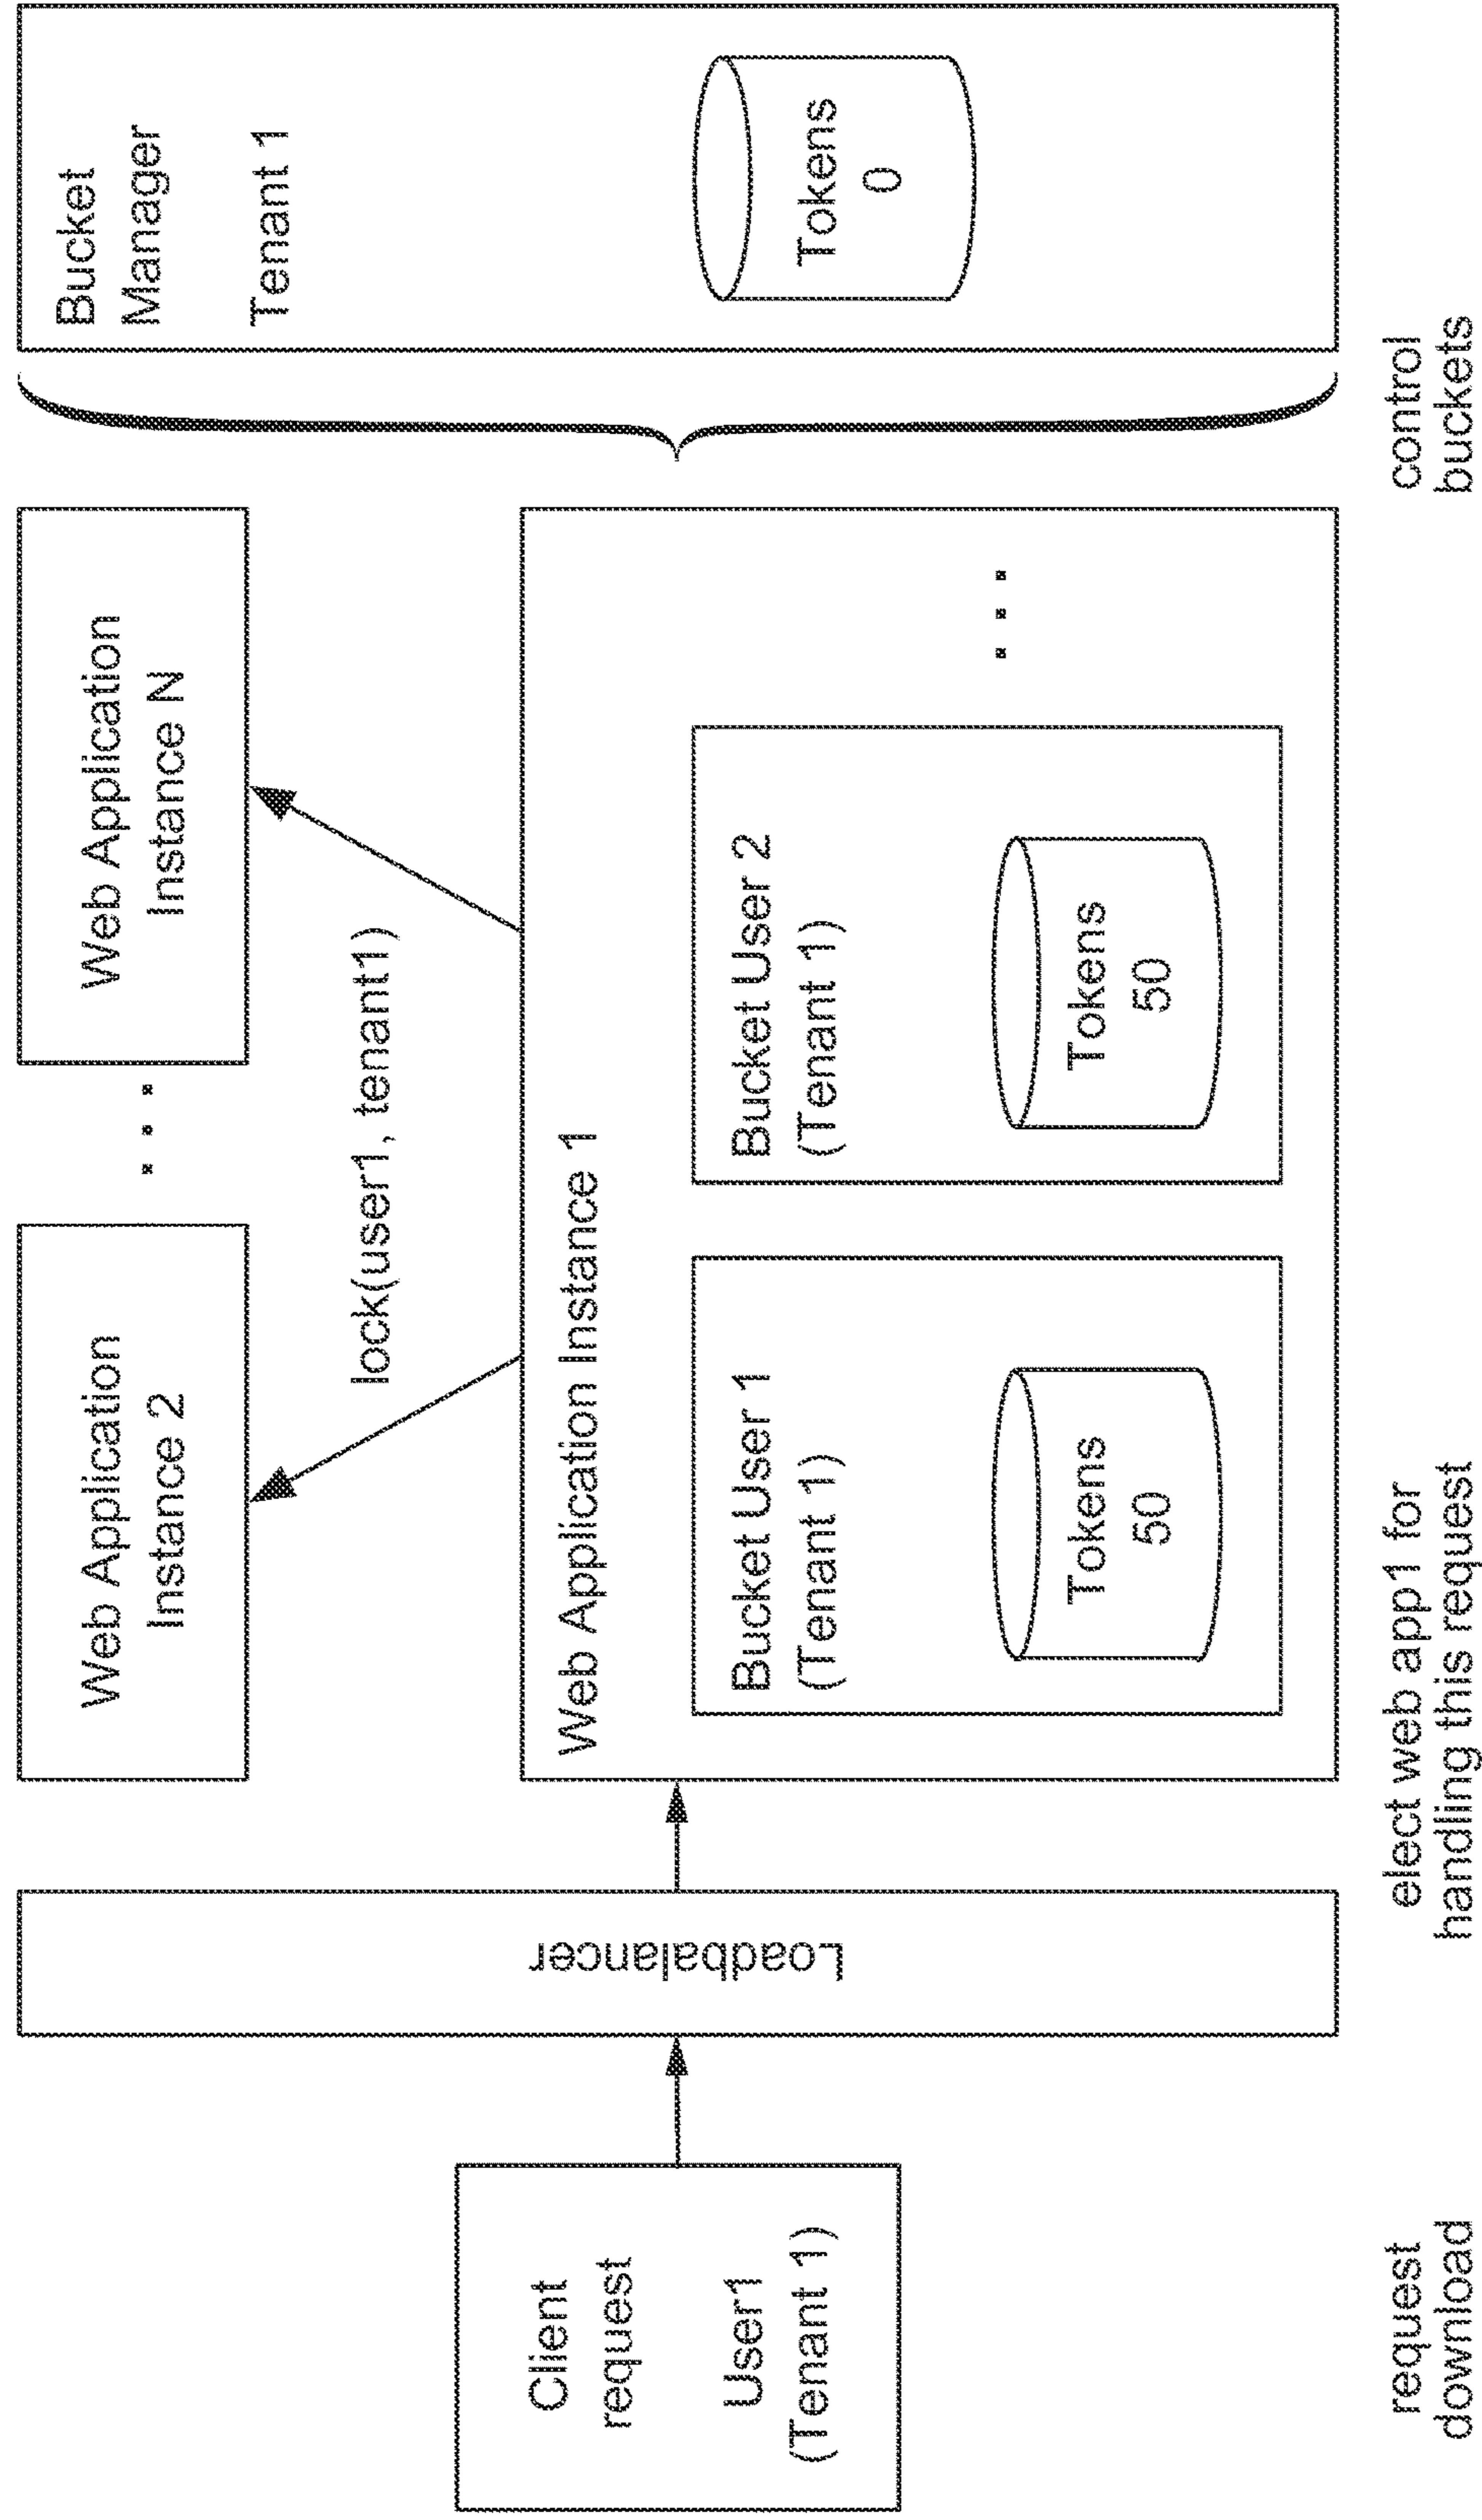 Client
request
User1
(Tenant 1)
request
download
Loadbalancer
elect web app1 for
handling this request
Web Application
Instance 2
. . .
Web Application
Instance N
lock(user1, tenant1)
Web Application Instance 1
Bucket User 1
(Tenant 1)
Tokens
50
Bucket User 2
(Tenant 1)
Tokens
50
. . .
control
buckets
Bucket
Manager
Tenant 1
Tokens
0